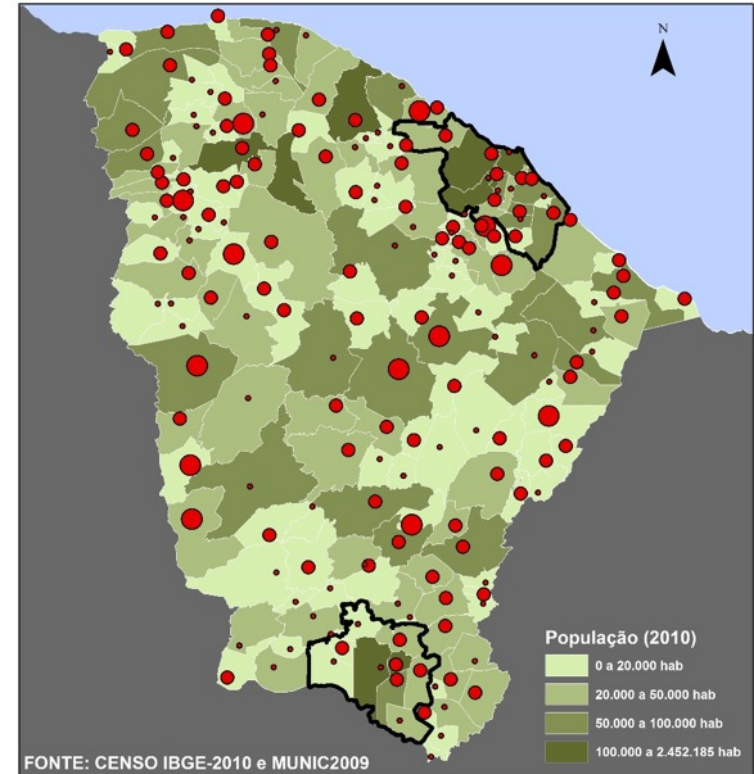 N
População (2010)
0 a 20.000 hab
20.000 a 50.000 hab
50.000 a 100.000 hab
100.000 a 2.452.185 hab
FONTE: CENSO IBGE-2010 e MUNIC2009